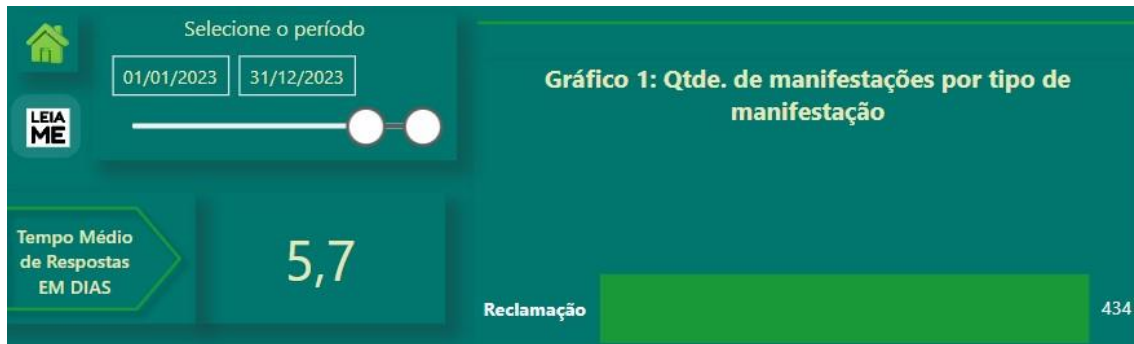 Selecione o período
01/01/2023 31/12/2023
LEIA
ME
Tempo Médio
de Respostas
EM DIAS
5,7
Gráfico 1: Qtde. de manifestações por tipo de
manifestação
Reclamação 434